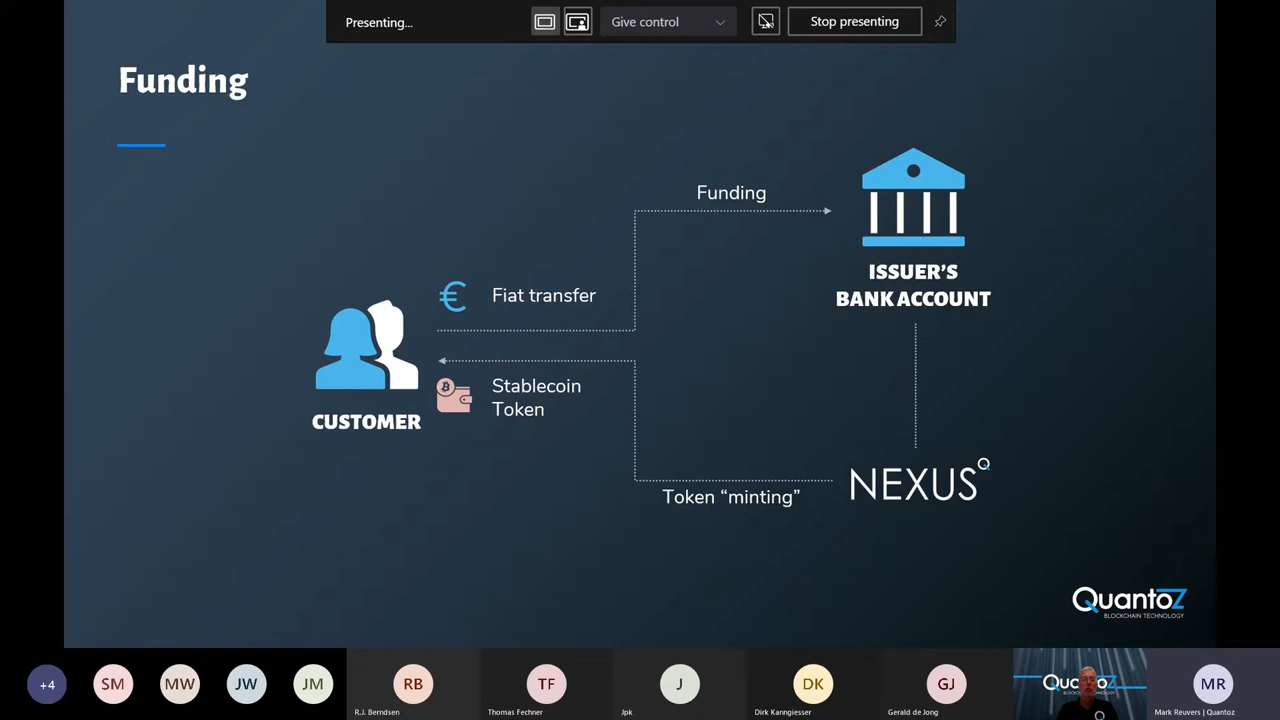 Presenting...
Give control
Stop presenting
Funding
Funding
ISSUER'S
BANK ACCOUNT
€ Fiat transfer
Stablecoin
Token
CUSTOMER
NEXUS
Token “minting”
QuantoZ
BLOCKCHAIN TECHNOLOGY
+4
SM
MW
JW
JM
RB
R.J. Berndsen
TF
Thomas Fechner
J
Jpk
DK
Dirk Kanngiesser
GJ
Gerald de Jong
QuantoZ
MR
Mark Reuvers | Quantoz